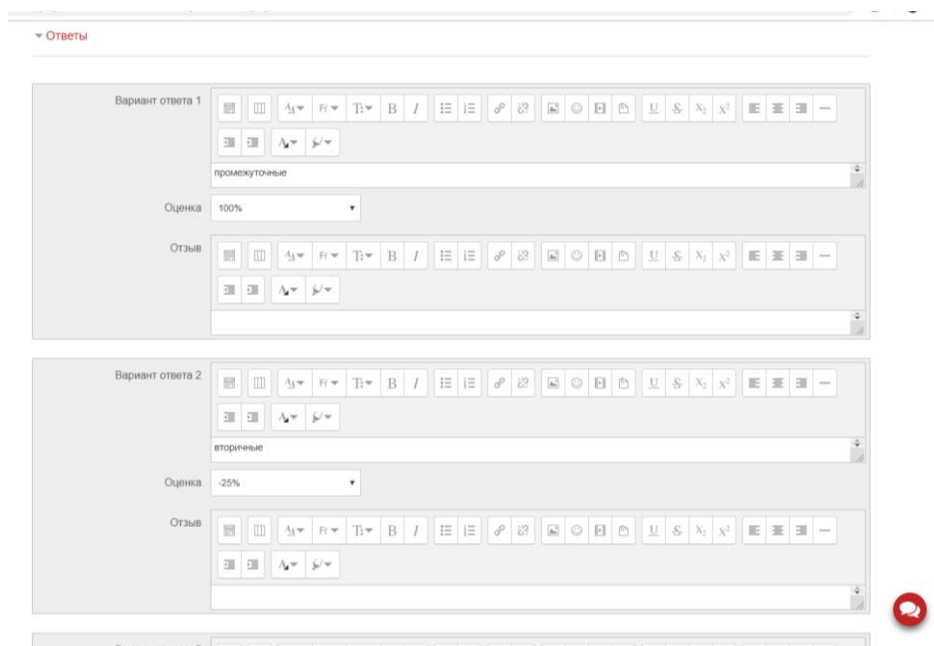 Ответы
Вариант ответа 1
промежуточные
Оценка 100%
Отзыв
Вариант ответа 2
вторичные
Оценка -25%
Отзыв